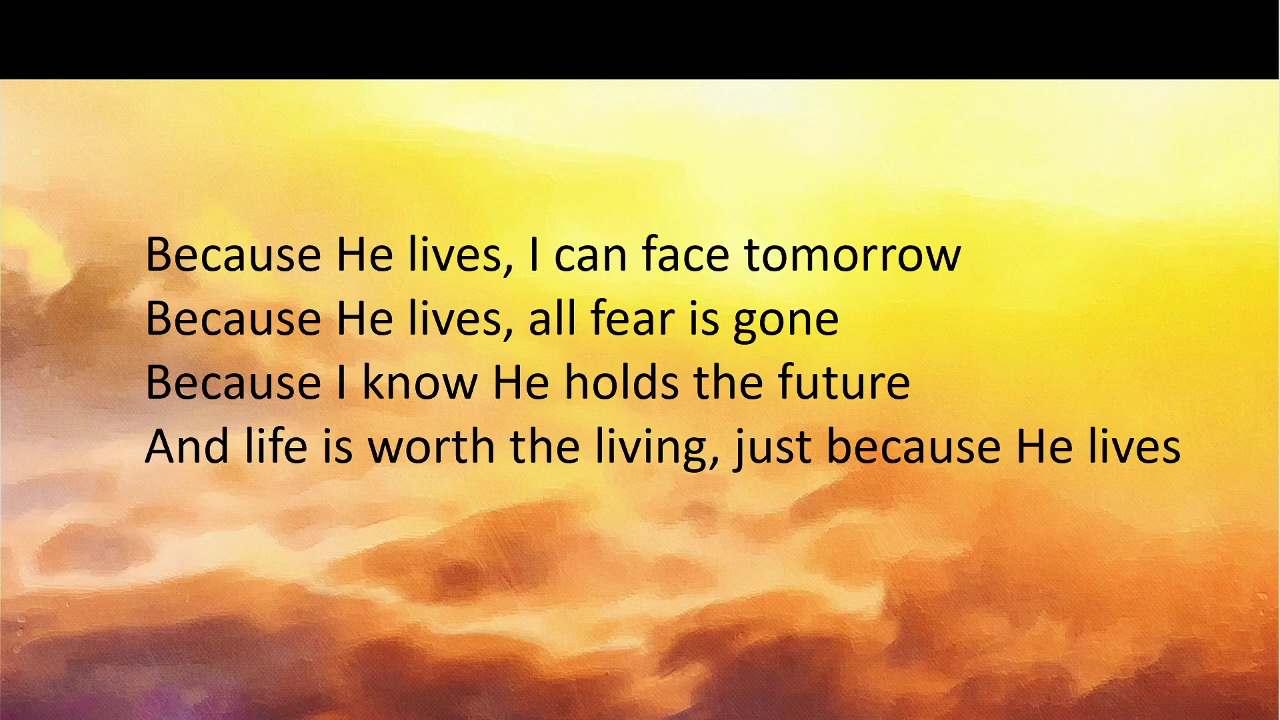 Because He lives, I can face tomorrow
Because He lives, all fear is gone
Because I know He holds the future
And life is worth the living, just because He lives